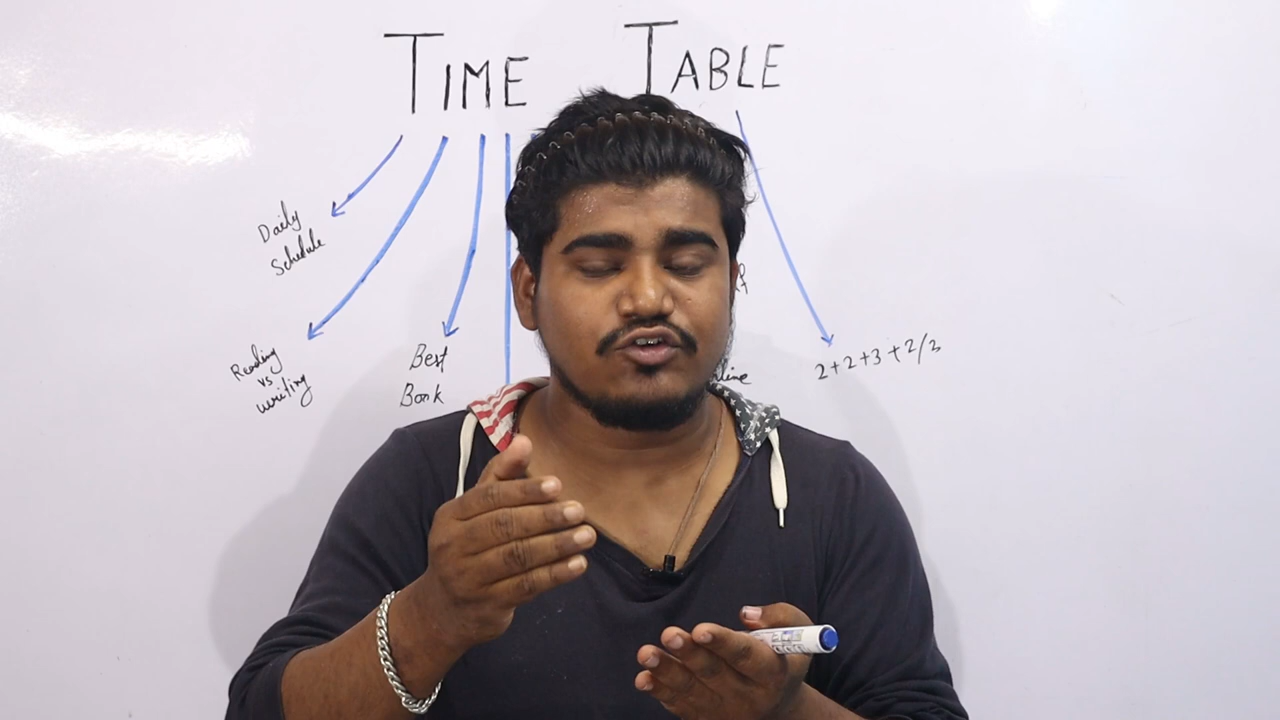 TIME TABLE
Daily
Schedule
Reading
vs
writing
Best
Book
2+2+3+2/3